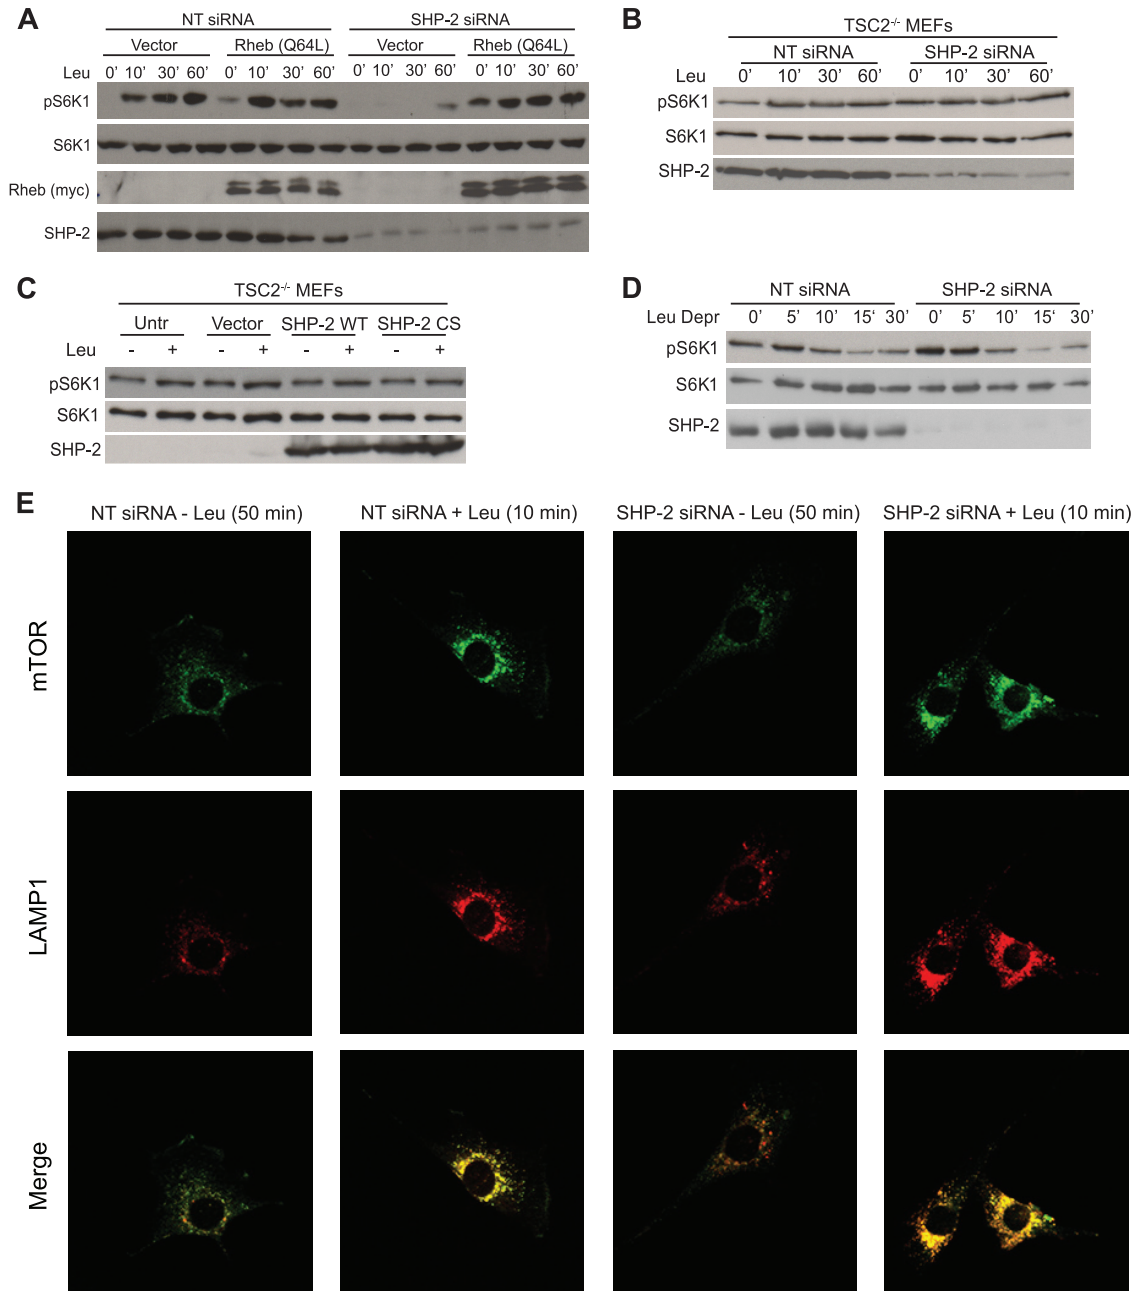 A
NT siRNA SHP-2 siRNA
Vector Rheb (Q64L) Vector Rheb (Q64L)
Leu 0' 10' 30' 60' 0' 10' 30' 60' 0' 10' 30' 60' 0' 10' 30' 60'
pS6K1
S6K1
Rheb (myc)
SHP-2
B
TSC2-/- MEFs
NT siRNA SHP-2 siRNA
Leu 0' 10' 30' 60' 0' 10' 30' 60'
pS6K1
S6K1
SHP-2
C
TSC2-/- MEFs
Untr Vector SHP-2 WT SHP-2 CS
Leu - + - + - + - +
pS6K1
S6K1
SHP-2
D
NT siRNA SHP-2 siRNA
Leu Depr 0' 5' 10' 15' 30' 0' 5' 10' 15' 30'
pS6K1
S6K1
SHP-2
E
NT siRNA - Leu (50 min) NT siRNA + Leu (10 min) SHP-2 siRNA - Leu (50 min) SHP-2 siRNA + Leu (10 min)
mTOR
LAMP1
Merge